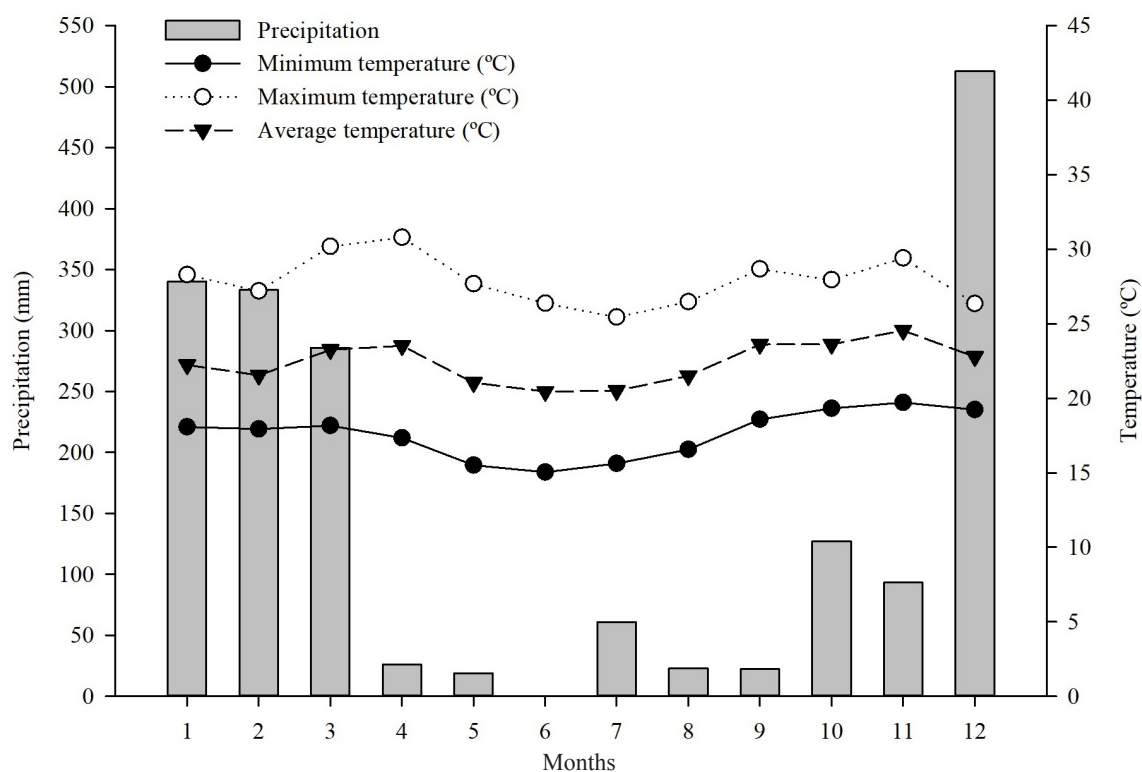 Precipitation
Minimum temperature (ºC)
Maximum temperature (ºC)
Average temperature (ºC)
Precipitation (mm)
550
500
450
400
350
300
250
200
150
100
50
0
45
40
35
30
25
20
15
10
5
0
Temperature (ºC)
1 2 3 4 5 6 7 8 9 10 11 12
Months